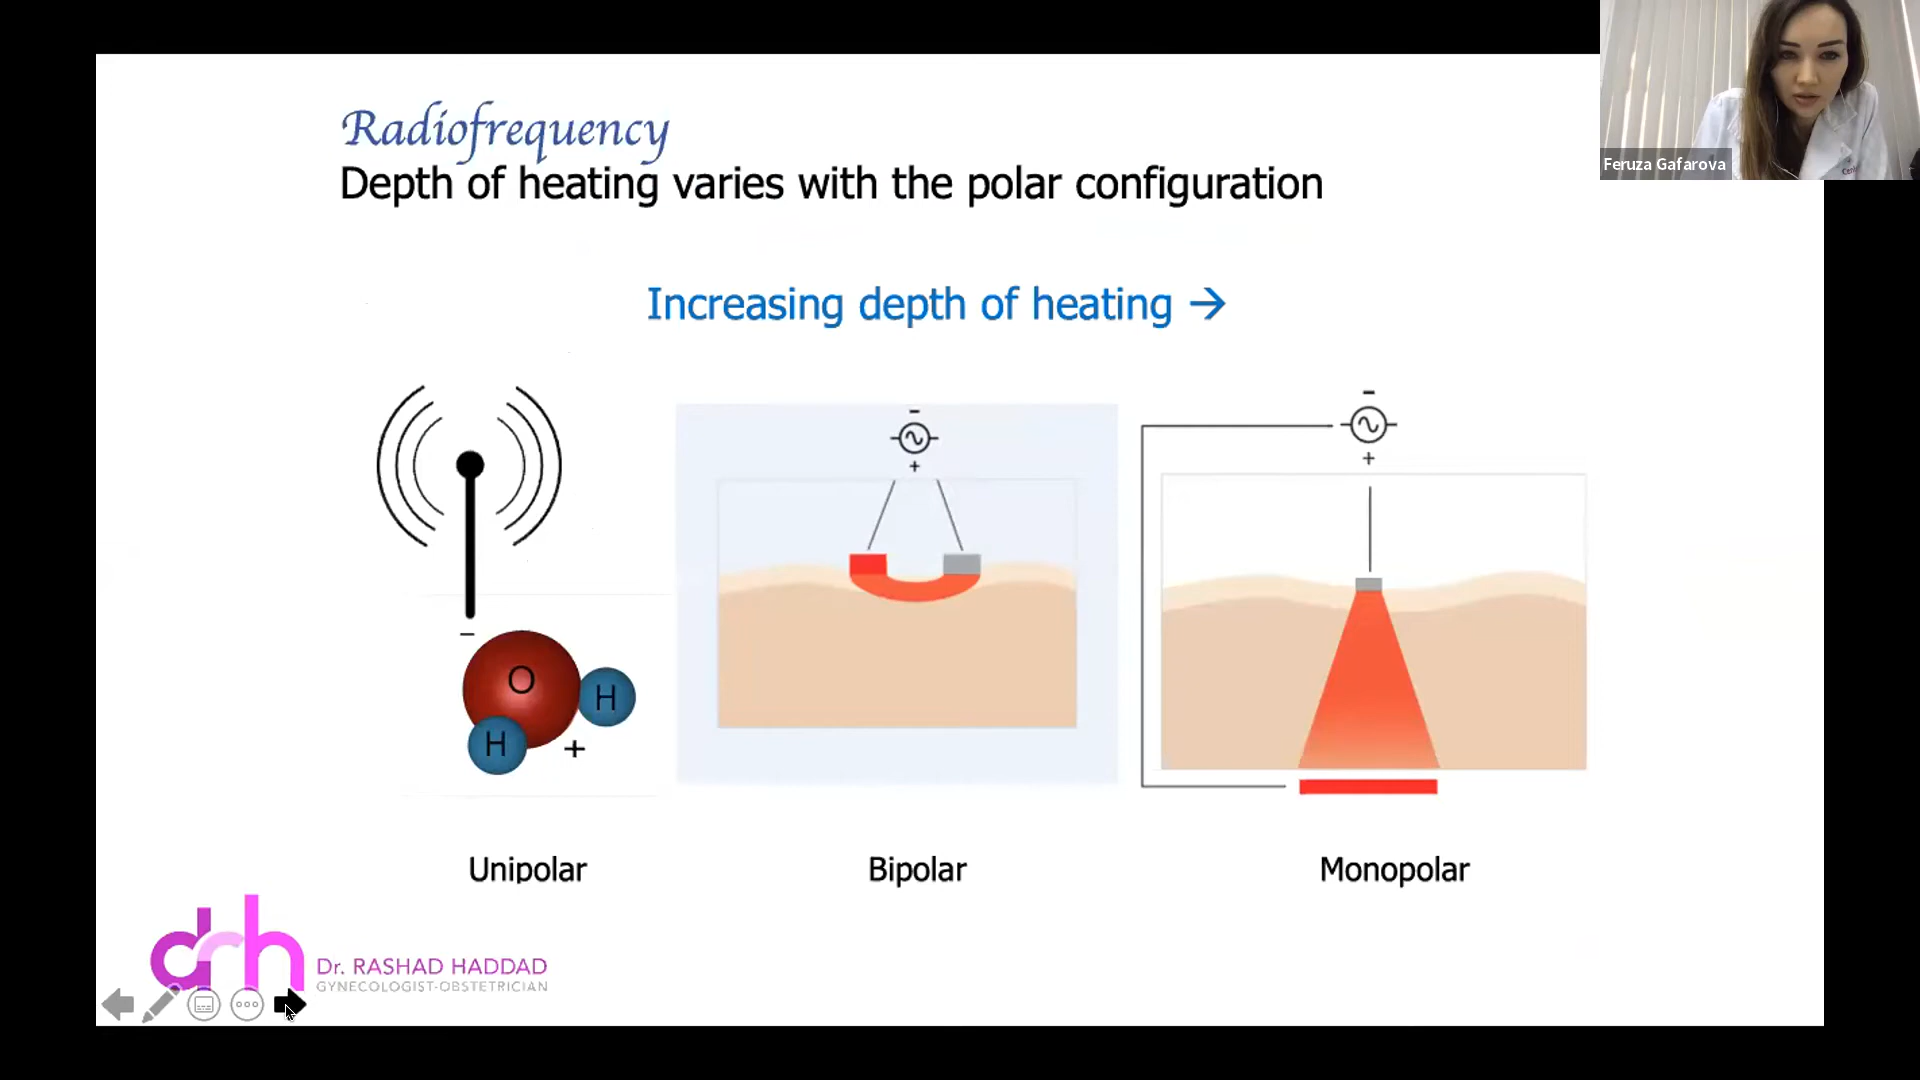 Radiofrequency
Depth of heating varies with the polar configuration
Increasing depth of heating →
Feruza Gafarova
-
+
-
+
−
O
H
H
+
Unipolar
Bipolar
Monopolar
drh
Dr. RASHAD HADDAD
GYNECOLOGIST-OBSTETRICIAN